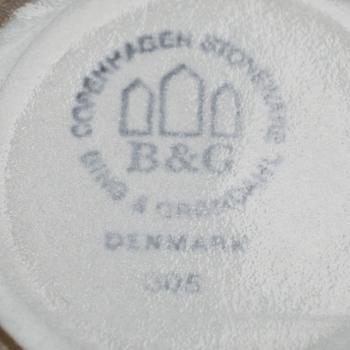 COPENHAGEN STONEWARE
B&G
BING & GRØNDAHL
DENMARK
305